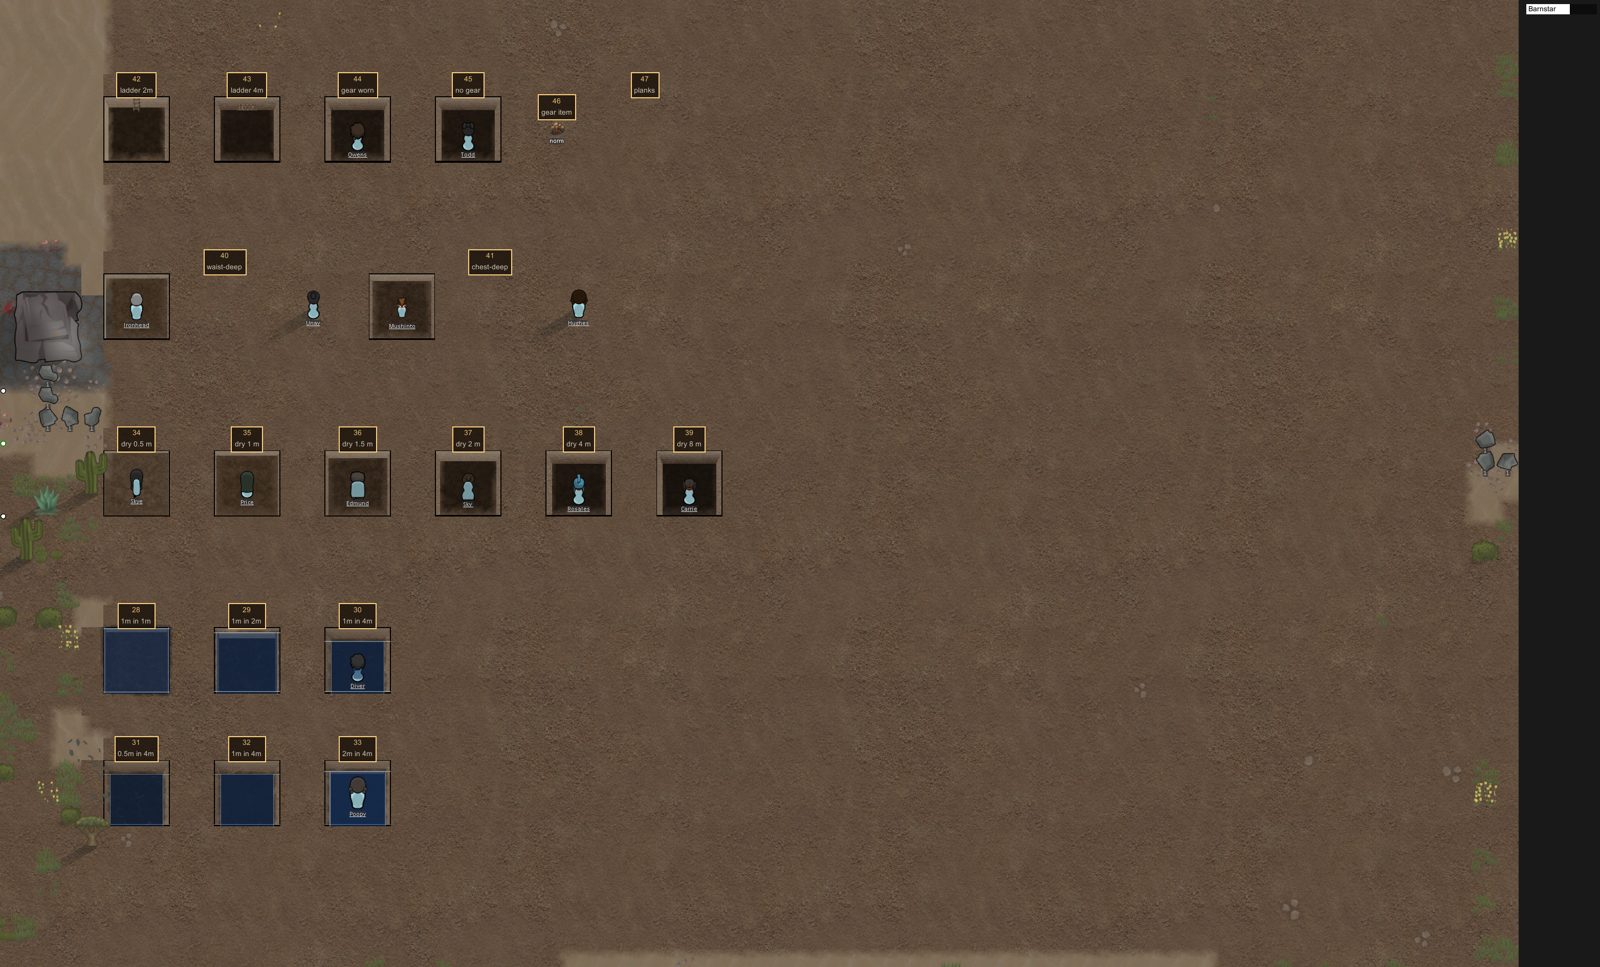 Barnstar
42
ladder 2m
43
ladder 4m
44
gear worn
45
no gear
46
gear item
47
planks
norm
Owens
Todd
40
waist-deep
41
chest-deep
Ironhead
Mushinto
Hughes
34
dry 0.5 m
35
dry 1 m
36
dry 1.5 m
37
dry 2 m
38
dry 4 m
39
dry 8 m
Skye
Price
Edmund
Sky
Rosales
Carrie
28
1m in 1m
29
1m in 2m
30
1m in 4m
Diver
31
0.5m in 4m
32
1m in 4m
33
2m in 4m
Poopy